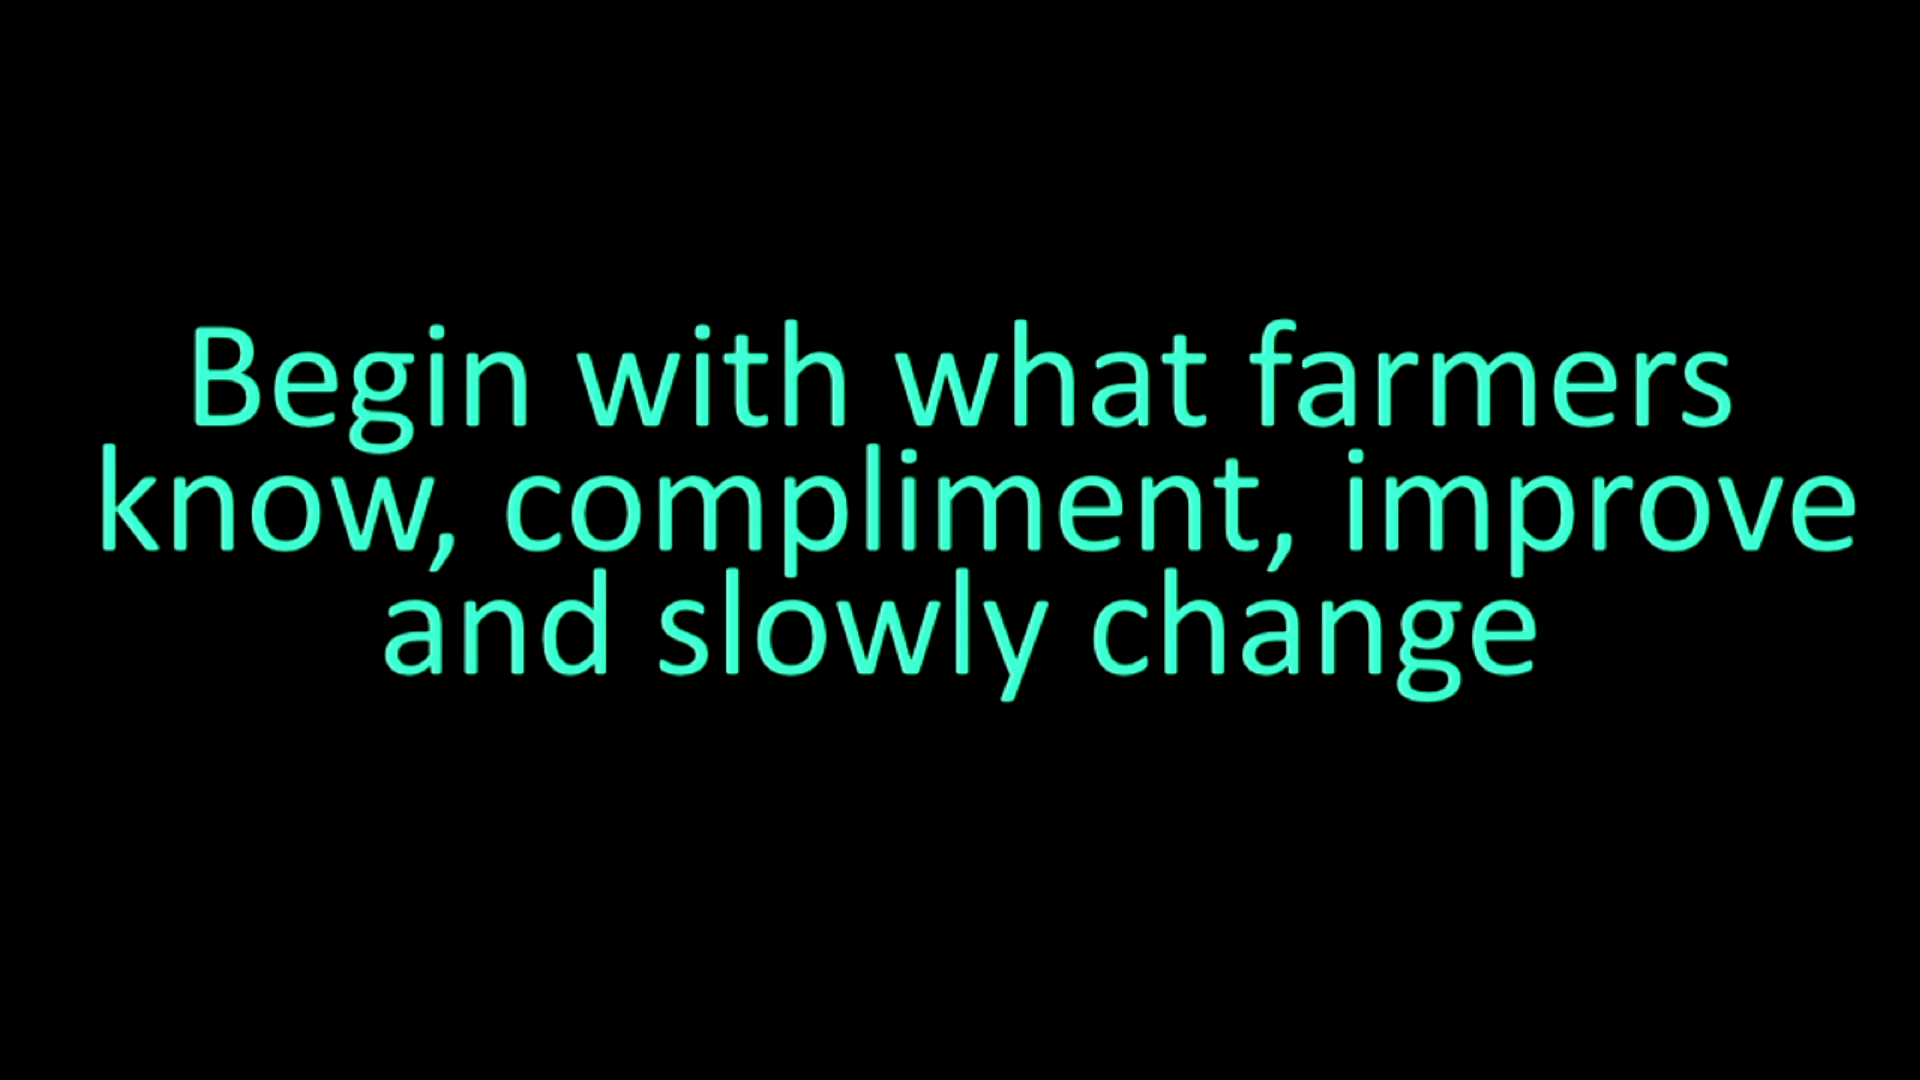 Begin with what farmers
know, compliment, improve
and slowly change